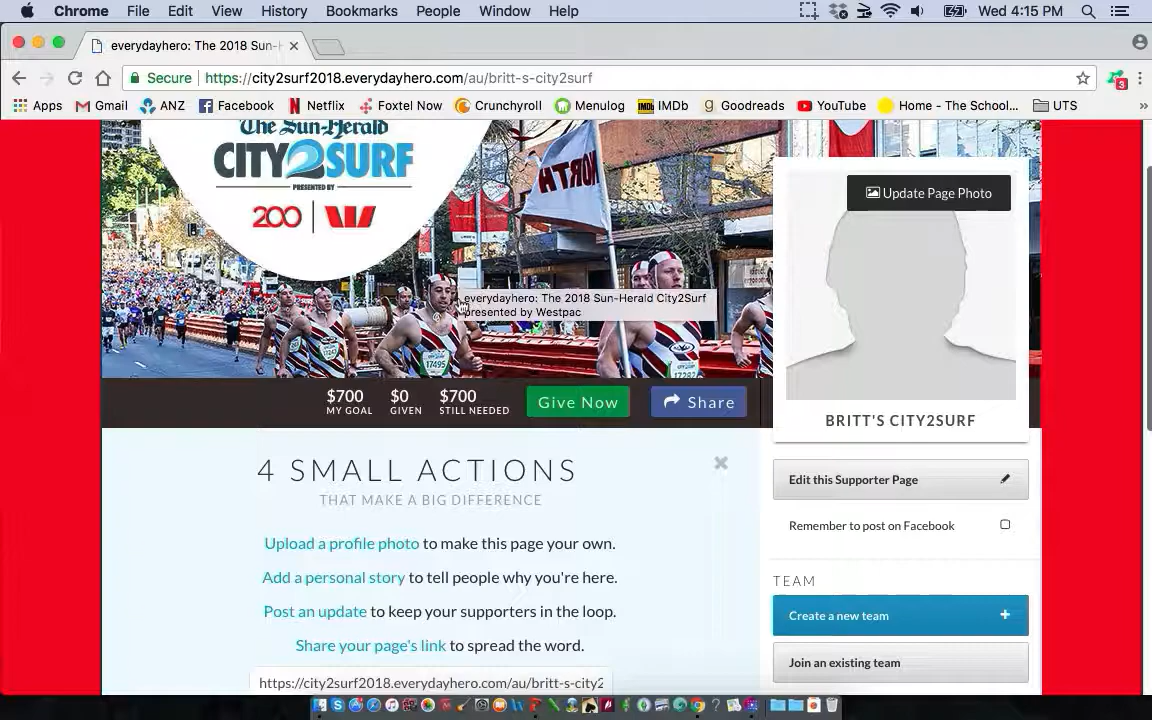 Chrome File Edit View History Bookmarks People Window Help Wed 4:15 PM
everydayhero: The 2018 Sun-H
Secure https://city2surf2018.everydayhero.com/au/britt-s-city2surf
Apps Gmail ANZ Facebook Netflix Foxtel Now Crunchyroll Menulog IMDb Goodreads YouTube Home - The School... UTS »
The Sun-Herald
CITY2SURF
PRESENTED BY
200
NORTH
Update Page Photo
everydayhero: The 2018 Sun-Herald City2Surf
presented by Westpac
17495
$700 $0 $700
MY GOAL GIVEN STILL NEEDED
Give Now Share
BRITT'S CITY2SURF
4 SMALL ACTIONS
THAT MAKE A BIG DIFFERENCE
Edit this Supporter Page
Upload a profile photo to make this page your own.
Remember to post on Facebook
Add a personal story to tell people why you're here.
TEAM
Post an update to keep your supporters in the loop.
Create a new team
Share your page's link to spread the word.
Join an existing team
https://city2surf2018.everydayhero.com/au/britt-s-city2